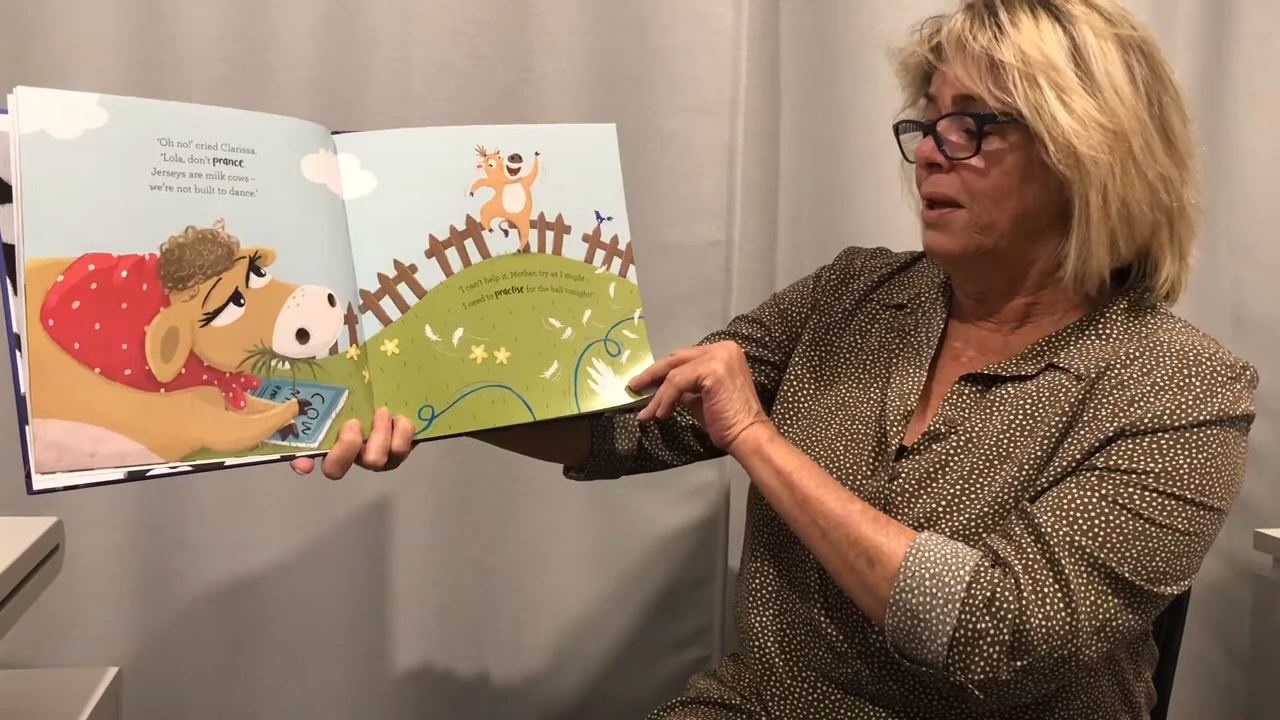 'Oh no!' cried Clarissa.
'Lola, don't prance.
Jerseys are milk cows –
we're not built to dance.'
'I can't help it, Mother, try as I might –
I need to practise for the ball tonight!'
COW